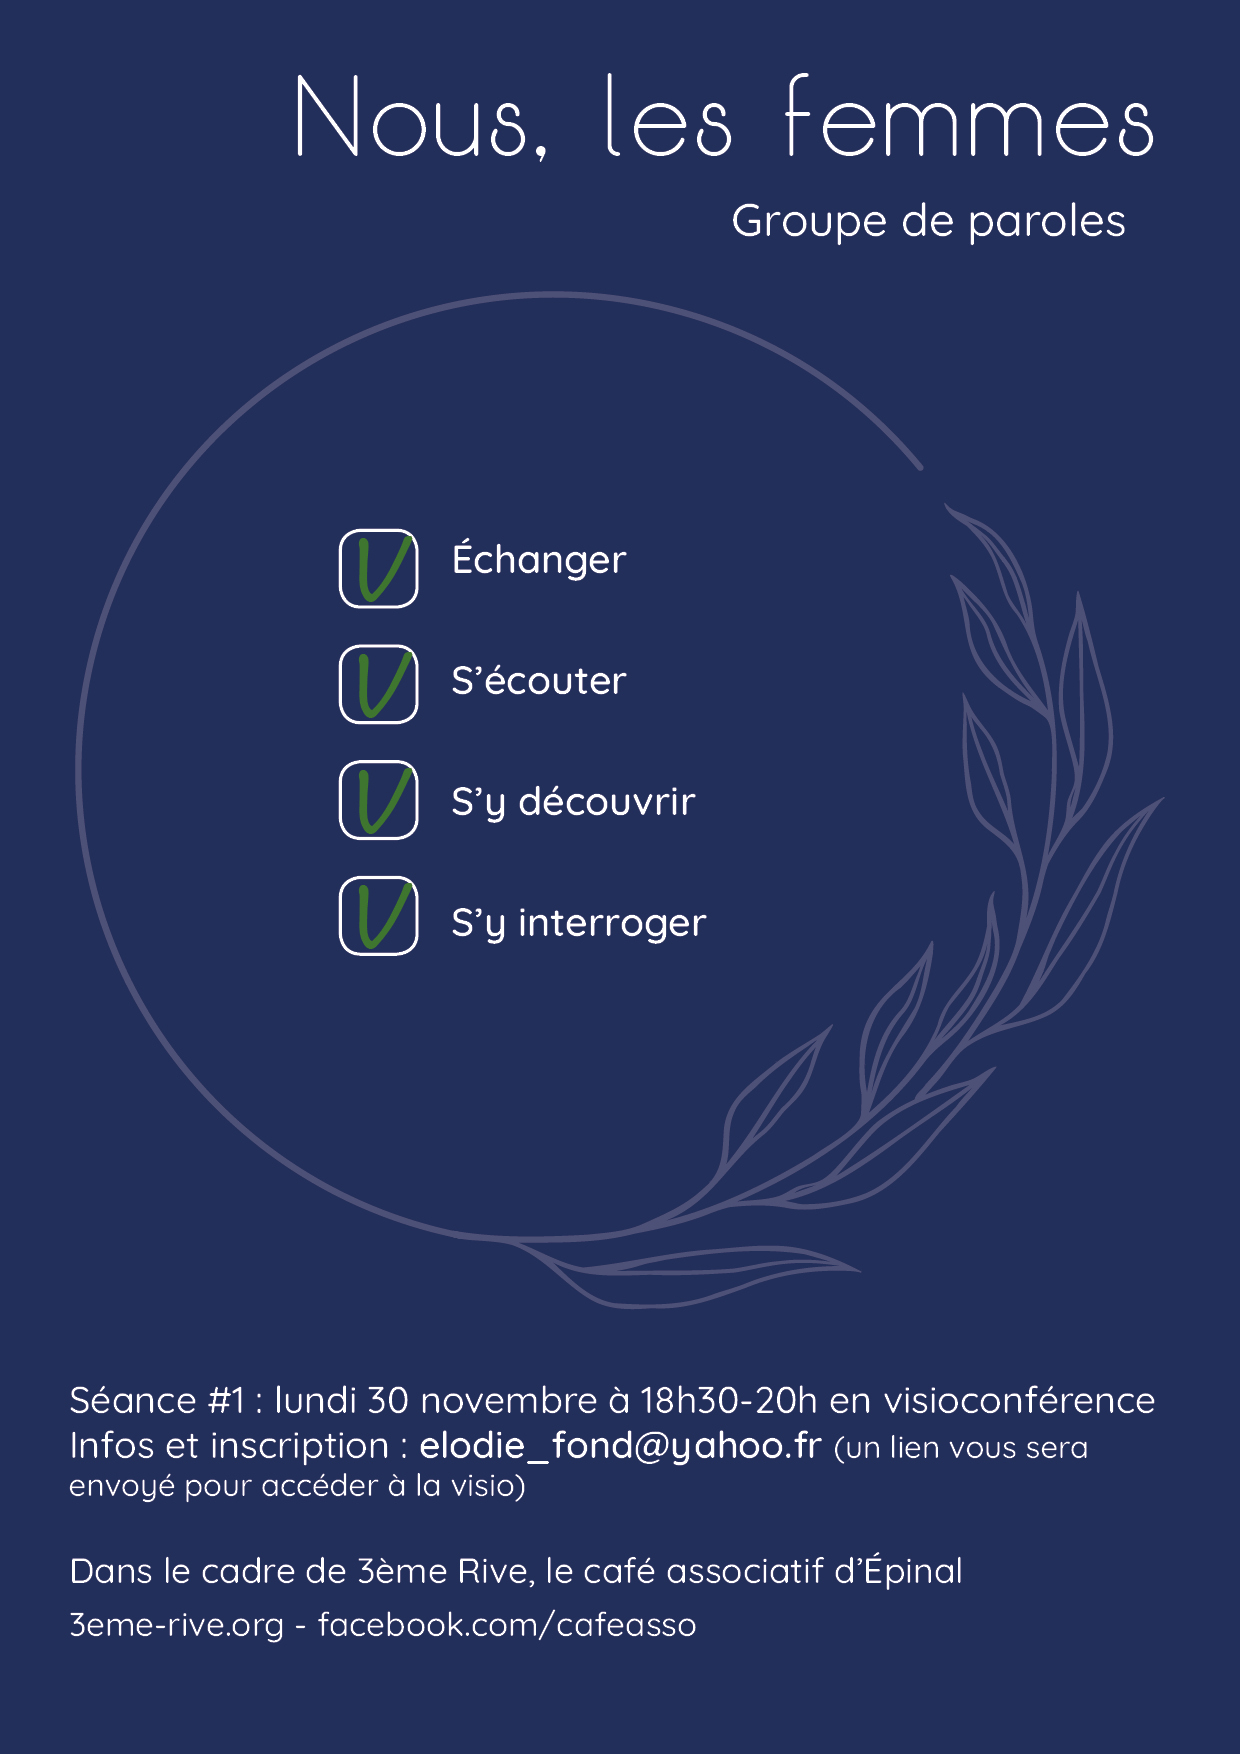 Nous, les femmes
Groupe de paroles
Échanger
S’écouter
S’y découvrir
S’y interroger
Séance #1 : lundi 30 novembre à 18h30-20h en visioconférence
Infos et inscription : elodie_fond@yahoo.fr (un lien vous sera
envoyé pour accéder à la visio)
Dans le cadre de 3ème Rive, le café associatif d’Épinal
3eme-rive.org - facebook.com/cafeasso